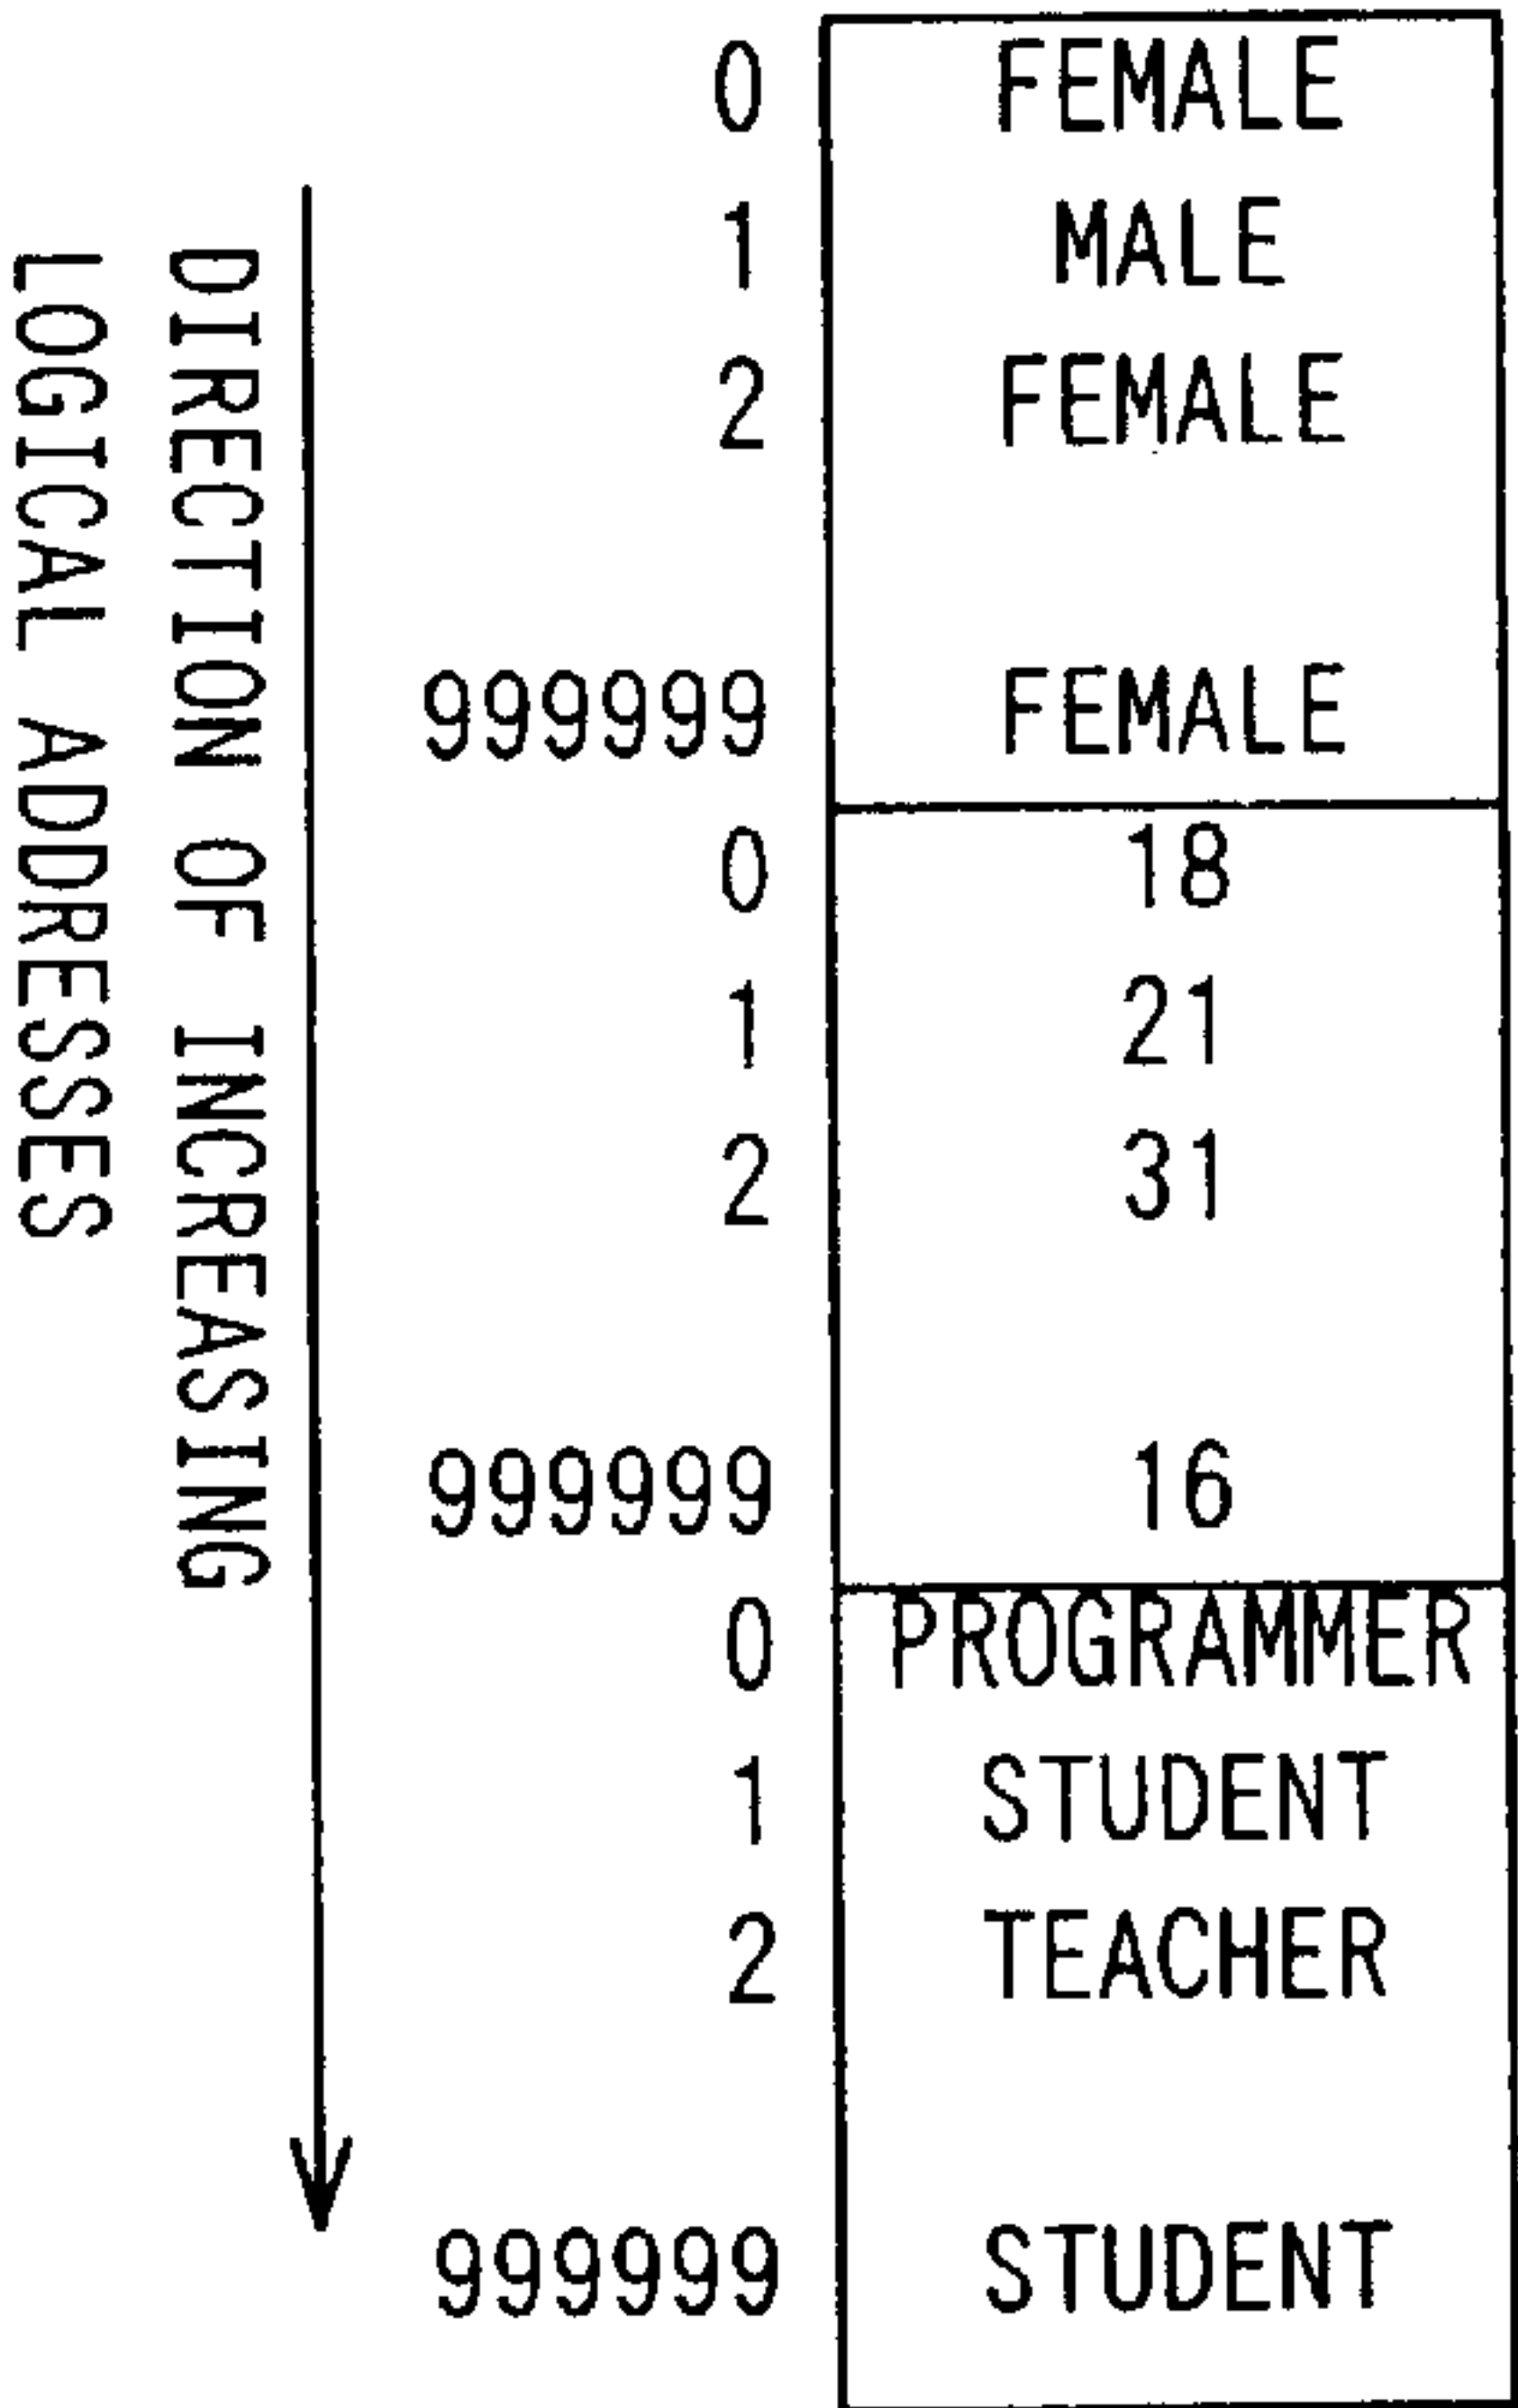 0 FEMALE
1 MALE
2 FEMALE
999999 FEMALE
0 18
1 21
2 31
999999 16
0 PROGRAMMER
1 STUDENT
2 TEACHER
999999 STUDENT
DIRECTION OF INCREASING
LOGICAL ADDRESSES